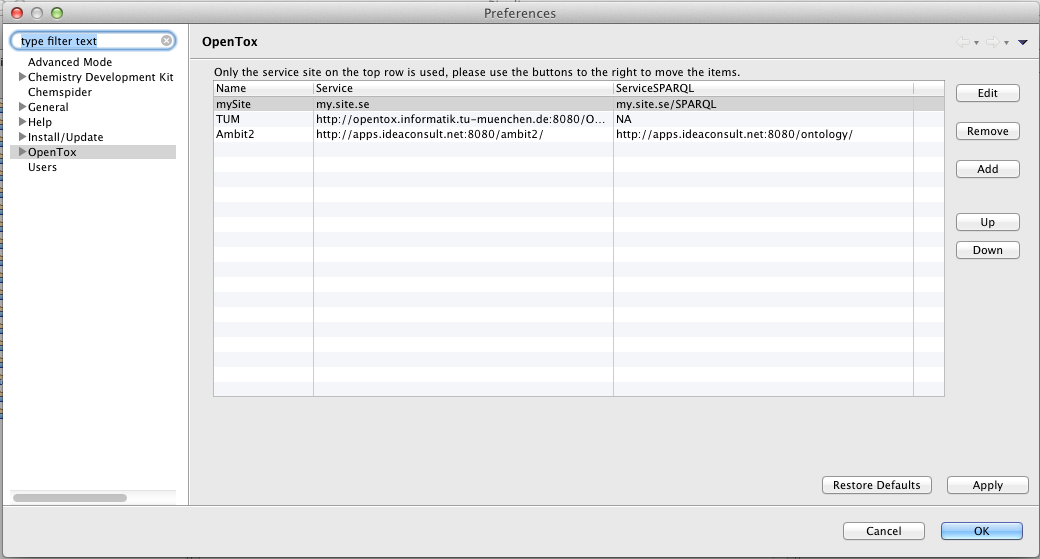 Preferences
type filter text
Advanced Mode
Chemistry Development Kit
Chemspider
General
Help
Install/Update
OpenTox
Users
OpenTox
Only the service site on the top row is used, please use the buttons to the right to move the items.
Name Service ServiceSPARQL
mySite my.site.se my.site.se/SPARQL
TUM http://opentox.informatik.tu-muenchen.de:8080/O... NA
Ambit2 http://apps.ideaconsult.net:8080/ambit2/ http://apps.ideaconsult.net:8080/ontology/
Edit
Remove
Add
Up
Down
Restore Defaults Apply
Cancel OK